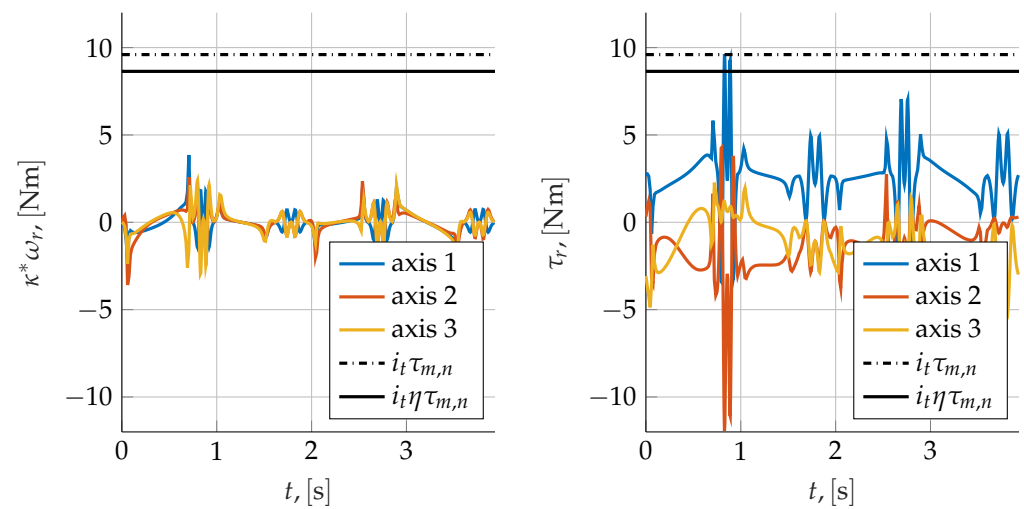 10
5
0
−5
−10
0
1
2
3
κ* ω_r, [Nm]
t, [s]
axis 1
axis 2
axis 3
i_t τ_{m,n}
i_t η τ_{m,n}
10
5
0
−5
−10
0
1
2
3
τ_r, [Nm]
t, [s]
axis 1
axis 2
axis 3
i_t τ_{m,n}
i_t η τ_{m,n}